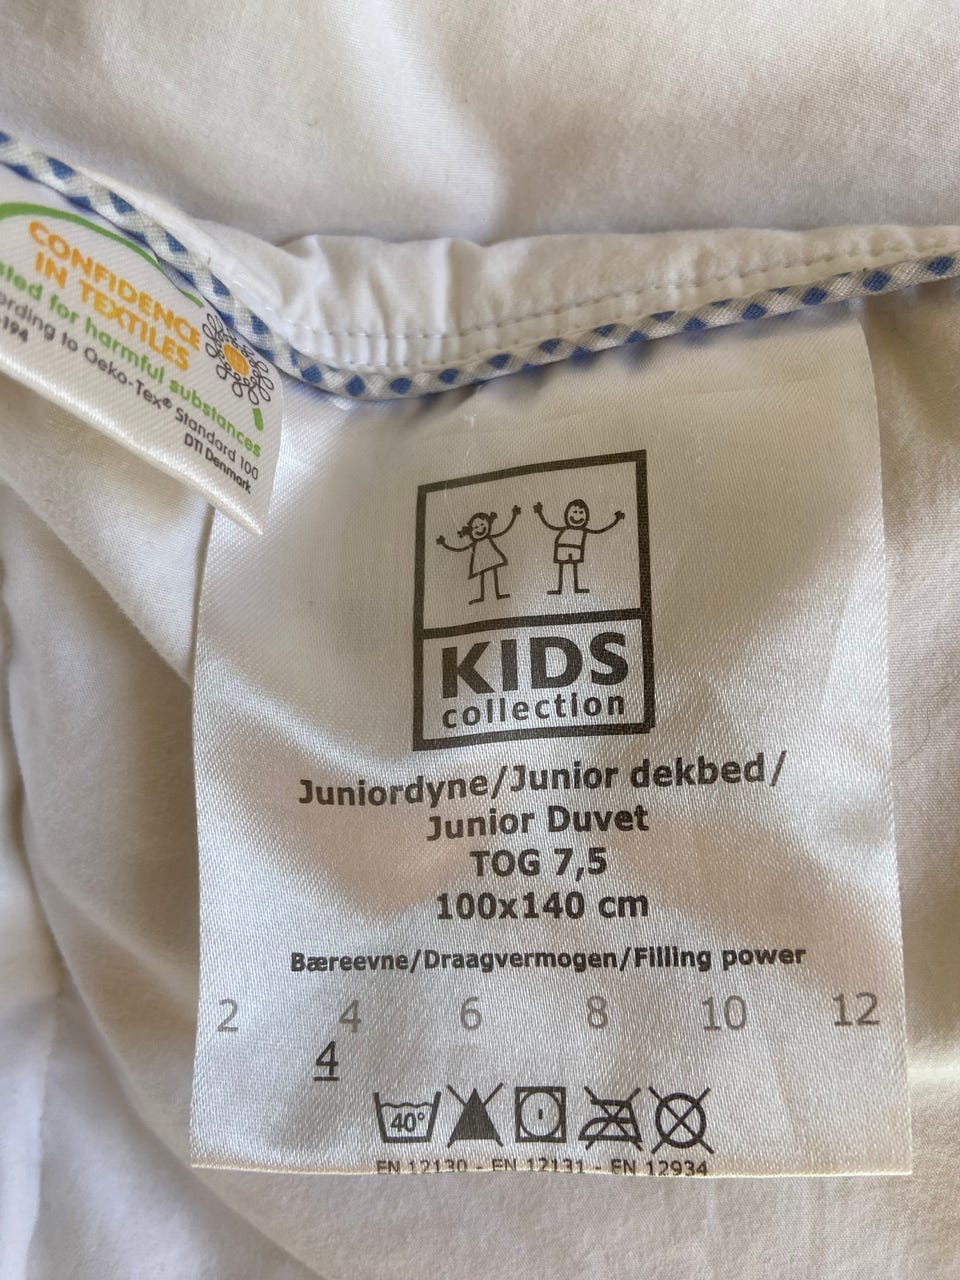 CONFIDENCE
IN TEXTILES
for harmful substances
to Oeko-Tex® Standard 100
DTI Denmark
KIDS
collection
Juniordyne/Junior dekbed/
Junior Duvet
TOG 7,5
100x140 cm
Bæreevne/Draagvermogen/Filling power
2 4 6 8 10 12
4
40°
EN 12130 - EN 12131 - EN 12934